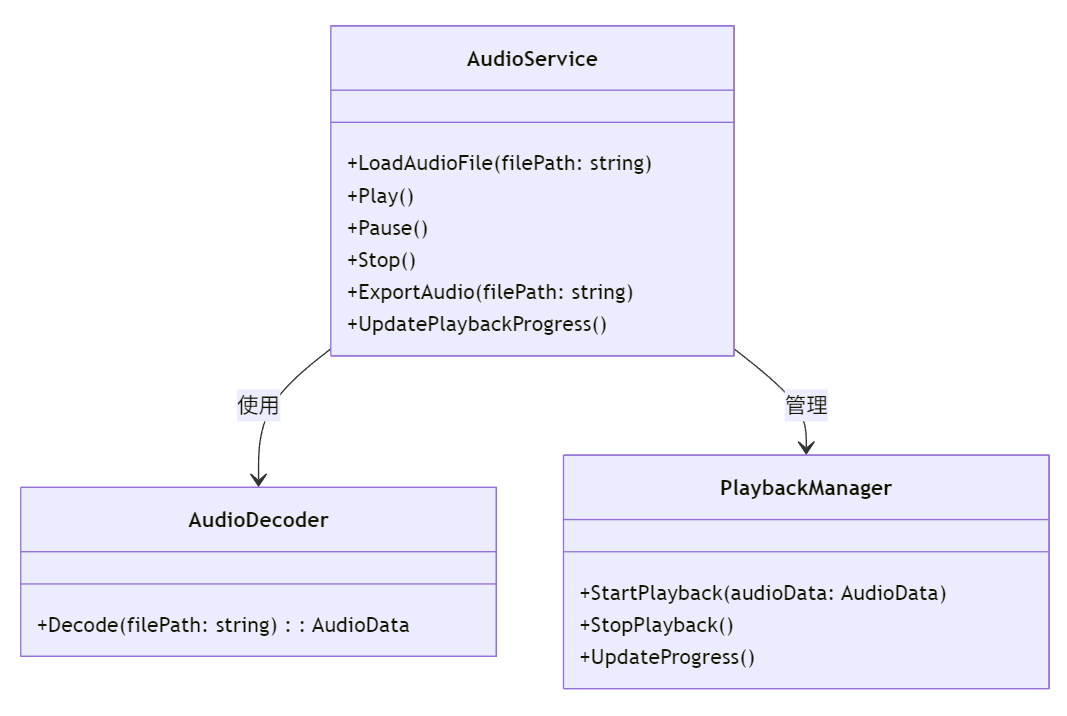 AudioService
+LoadAudioFile(filePath: string)
+Play()
+Pause()
+Stop()
+ExportAudio(filePath: string)
+UpdatePlaybackProgress()
使用
管理
AudioDecoder
+Decode(filePath: string) : : AudioData
PlaybackManager
+StartPlayback(audioData: AudioData)
+StopPlayback()
+UpdateProgress()